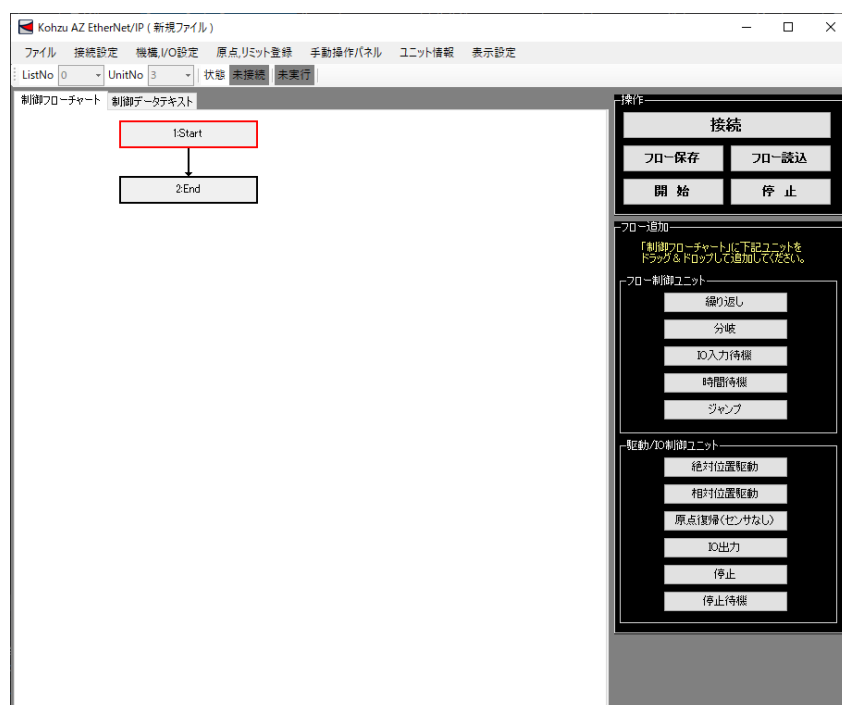 Kohzu AZ EtherNet/IP ( 新規ファイル )
ファイル 接続設定 機構,I/O設定 原点,リミット登録 手動操作パネル ユニット情報 表示設定
ListNo 0 UnitNo 3 状態 未接続 未実行
制御フローチャート 制御データテキスト
1:Start
2:End
操作
接続
フロー保存 フロー読込
開 始 停 止
フロー追加
「制御フローチャート」に下記ユニットを
ドラッグ & ドロップして追加してください。
フロー制御ユニット
繰り返し
分岐
IO入力待機
時間待機
ジャンプ
駆動/IO制御ユニット
絶対位置駆動
相対位置駆動
原点復帰(センサなし)
IO出力
停止
停止待機